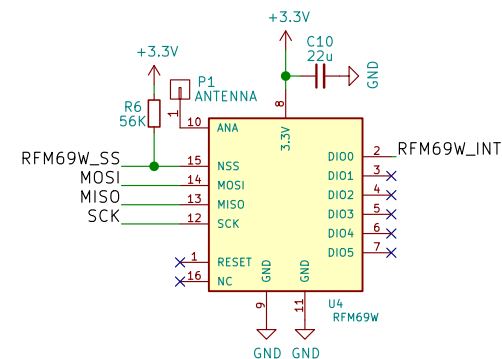 +3.3V
C10
22u
GND
+3.3V
P1
ANTENNA
1
R6
56K
8
3.3V
10 ANA
RFM69W_SS 15 NSS
MOSI 14 MOSI
MISO 13 MISO
SCK 12 SCK
1 RESET
16 NC
DIO0 2 RFM69W_INT
DIO1 3
DIO2 4
DIO3 5
DIO4 6
DIO5 7
GND GND
9 11
U4
RFM69W
GND GND